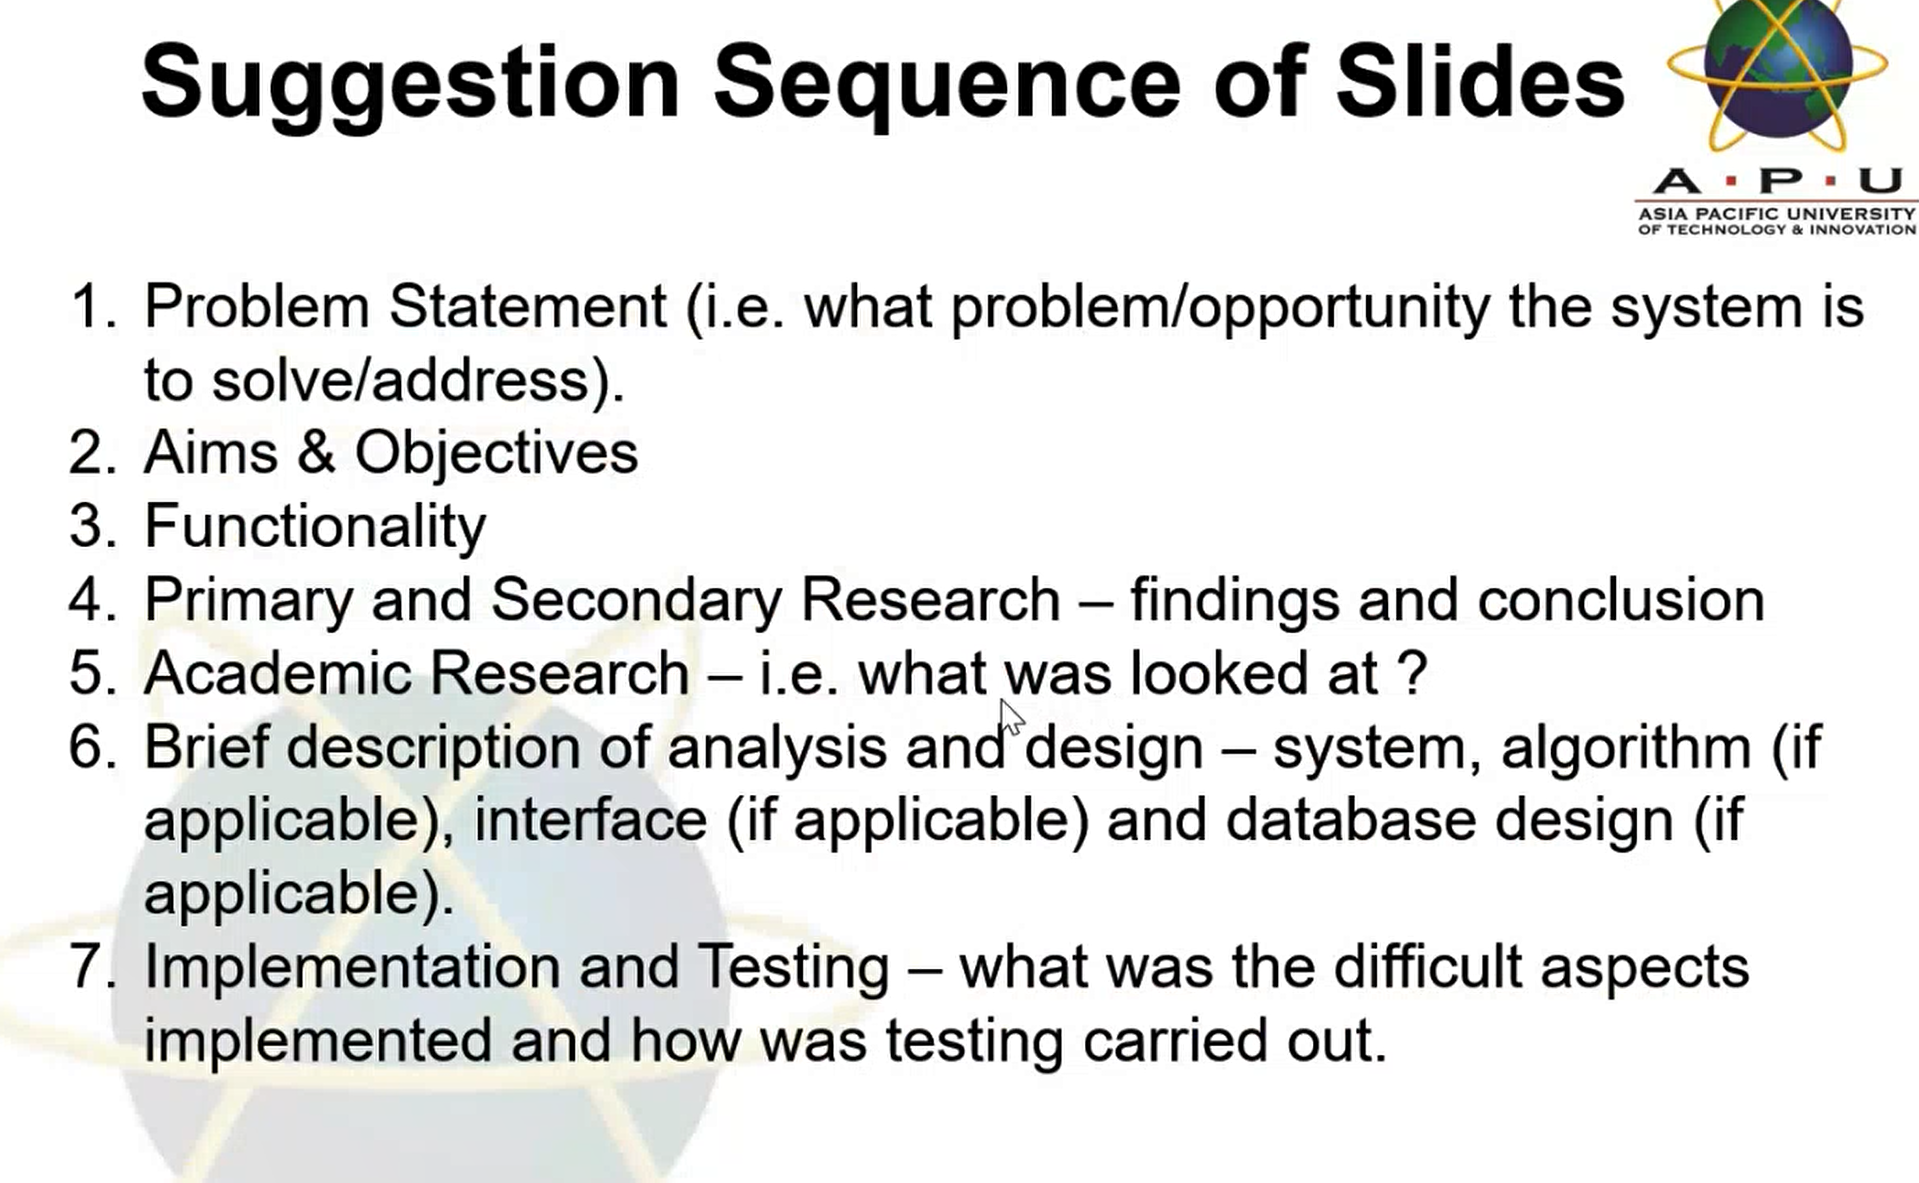 Suggestion Sequence of Slides
A · P · U
ASIA PACIFIC UNIVERSITY
OF TECHNOLOGY & INNOVATION
1. Problem Statement (i.e. what problem/opportunity the system is
to solve/address).
2. Aims & Objectives
3. Functionality
4. Primary and Secondary Research – findings and conclusion
5. Academic Research – i.e. what was looked at ?
6. Brief description of analysis and design – system, algorithm (if
applicable), interface (if applicable) and database design (if
applicable).
7. Implementation and Testing – what was the difficult aspects
implemented and how was testing carried out.